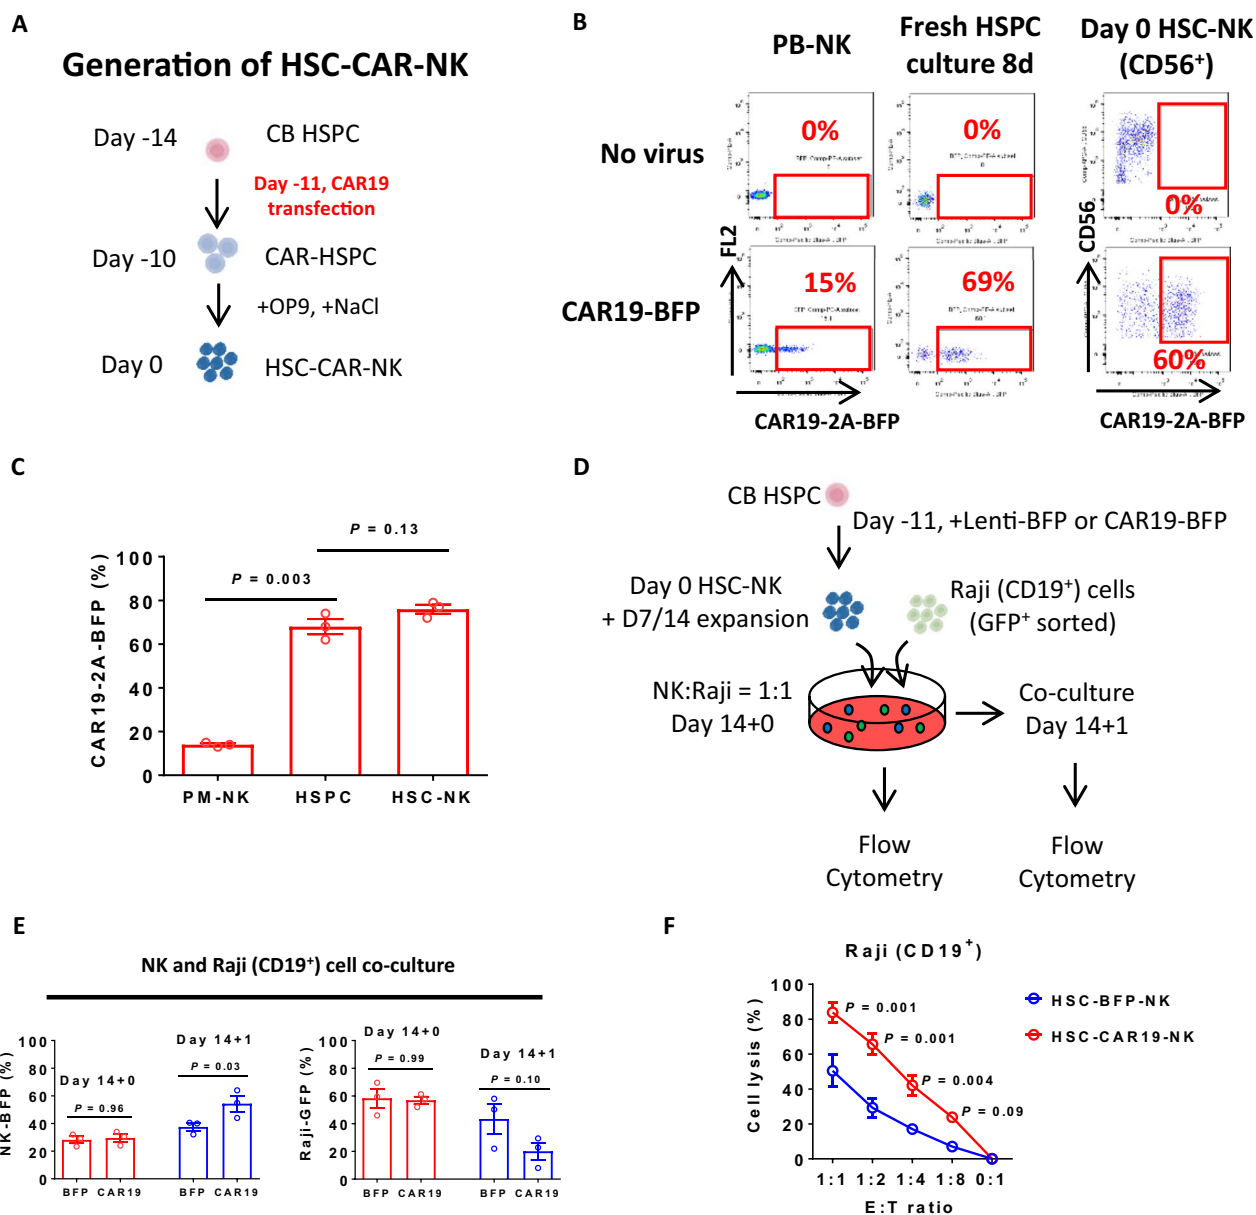 A
Generation of HSC-CAR-NK
Day -14
CB HSPC
Day -11, CAR19
transfection
Day -10
CAR-HSPC
+OP9, +NaCl
Day 0
HSC-CAR-NK
B
PB-NK
Fresh HSPC
culture 8d
Day 0 HSC-NK
(CD56⁺)
No virus
0%
0%
0%
CAR19-BFP
15%
69%
60%
FL2
CD56
CAR19-2A-BFP
CAR19-2A-BFP
C
CAR19-2A-BFP (%)
100
80
60
40
20
0
P = 0.003
P = 0.13
PM-NK
HSPC
HSC-NK
D
CB HSPC
Day -11, +Lenti-BFP or CAR19-BFP
Day 0 HSC-NK
+ D7/14 expansion
Raji (CD19⁺) cells
(GFP⁺ sorted)
NK:Raji = 1:1
Day 14+0
Co-culture
Day 14+1
Flow
Cytometry
Flow
Cytometry
E
NK and Raji (CD19⁺) cell co-culture
NK-BFP (%)
100
80
60
40
20
0
Day 14+0
P = 0.96
Day 14+1
P = 0.03
BFP
CAR19
BFP
CAR19
Raji-GFP (%)
100
80
60
40
20
0
Day 14+0
P = 0.99
Day 14+1
P = 0.10
BFP
CAR19
BFP
CAR19
F
Raji (CD19⁺)
Cell lysis (%)
100
80
60
40
20
0
P = 0.001
P = 0.001
P = 0.004
P = 0.09
1:1
1:2
1:4
1:8
0:1
E:T ratio
HSC-BFP-NK
HSC-CAR19-NK